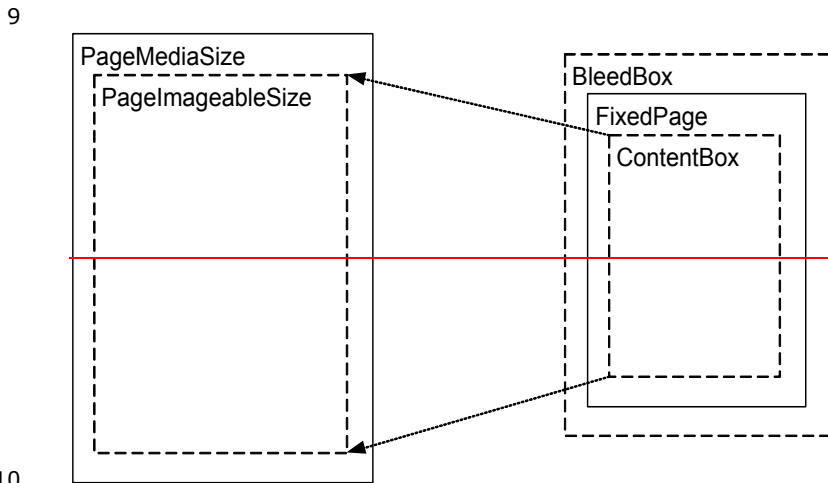 9
PageMediaSize
PageImageableSize
BleedBox
FixedPage
ContentBox
10